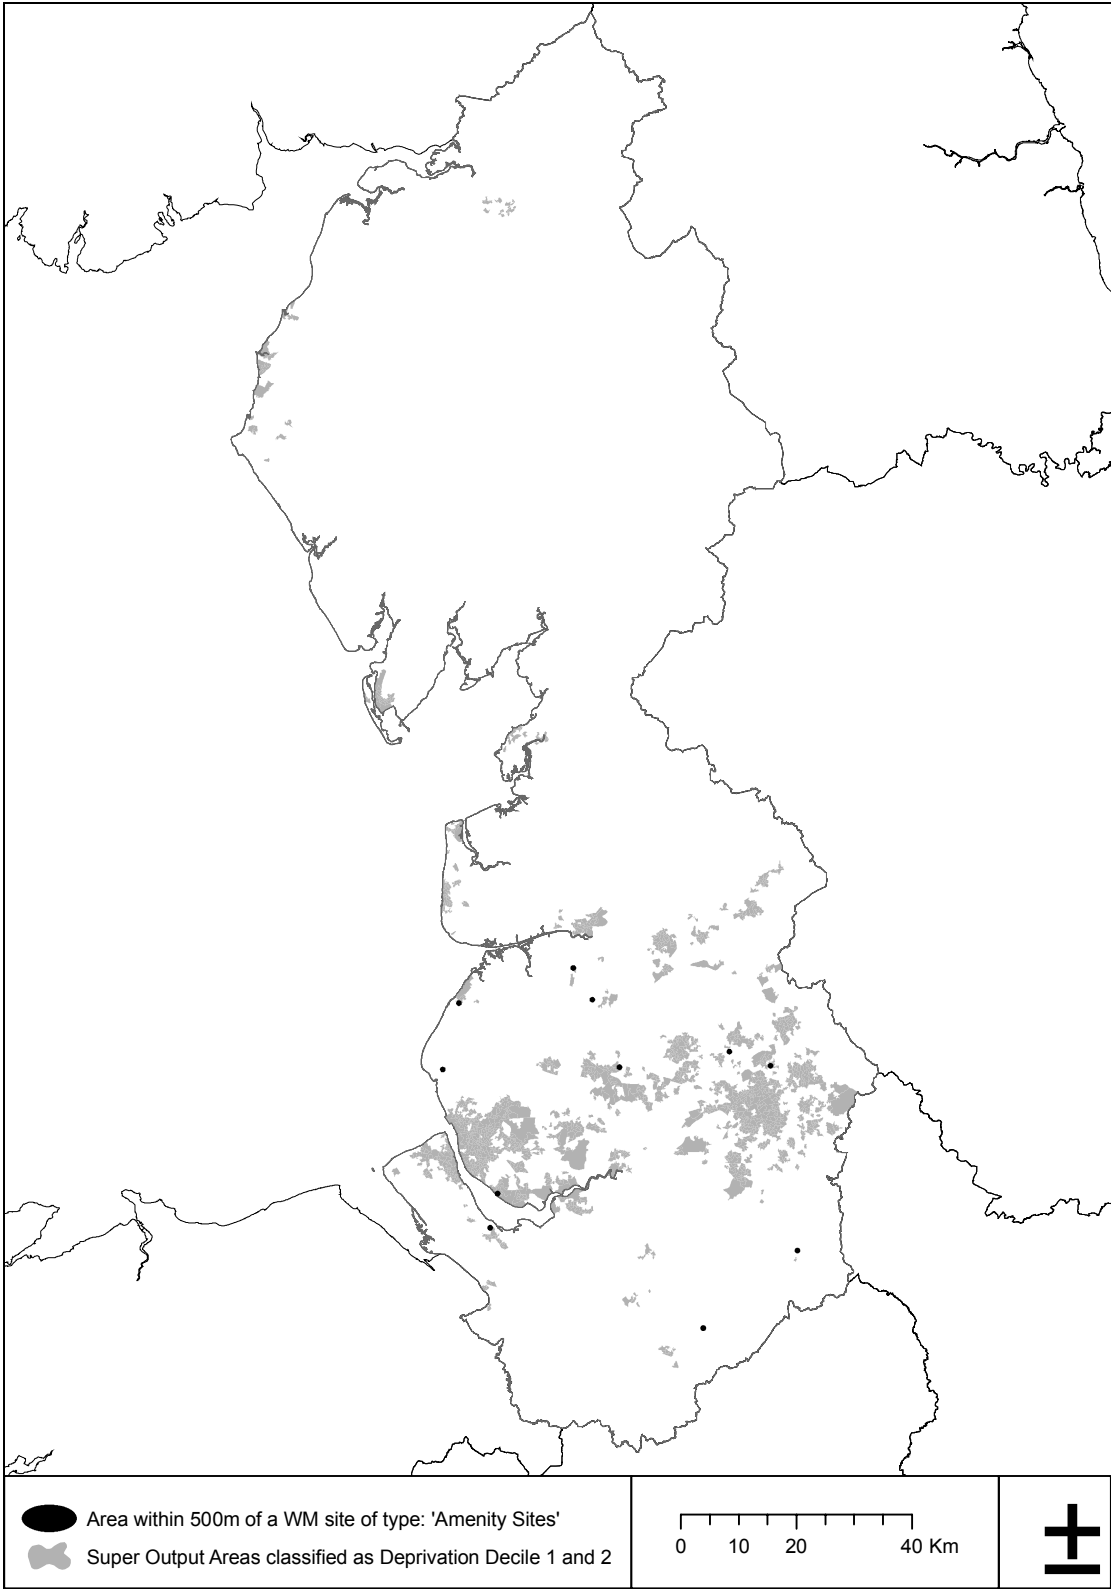 Area within 500m of a WM site of type: 'Amenity Sites'
Super Output Areas classified as Deprivation Decile 1 and 2
0 10 20 40 Km